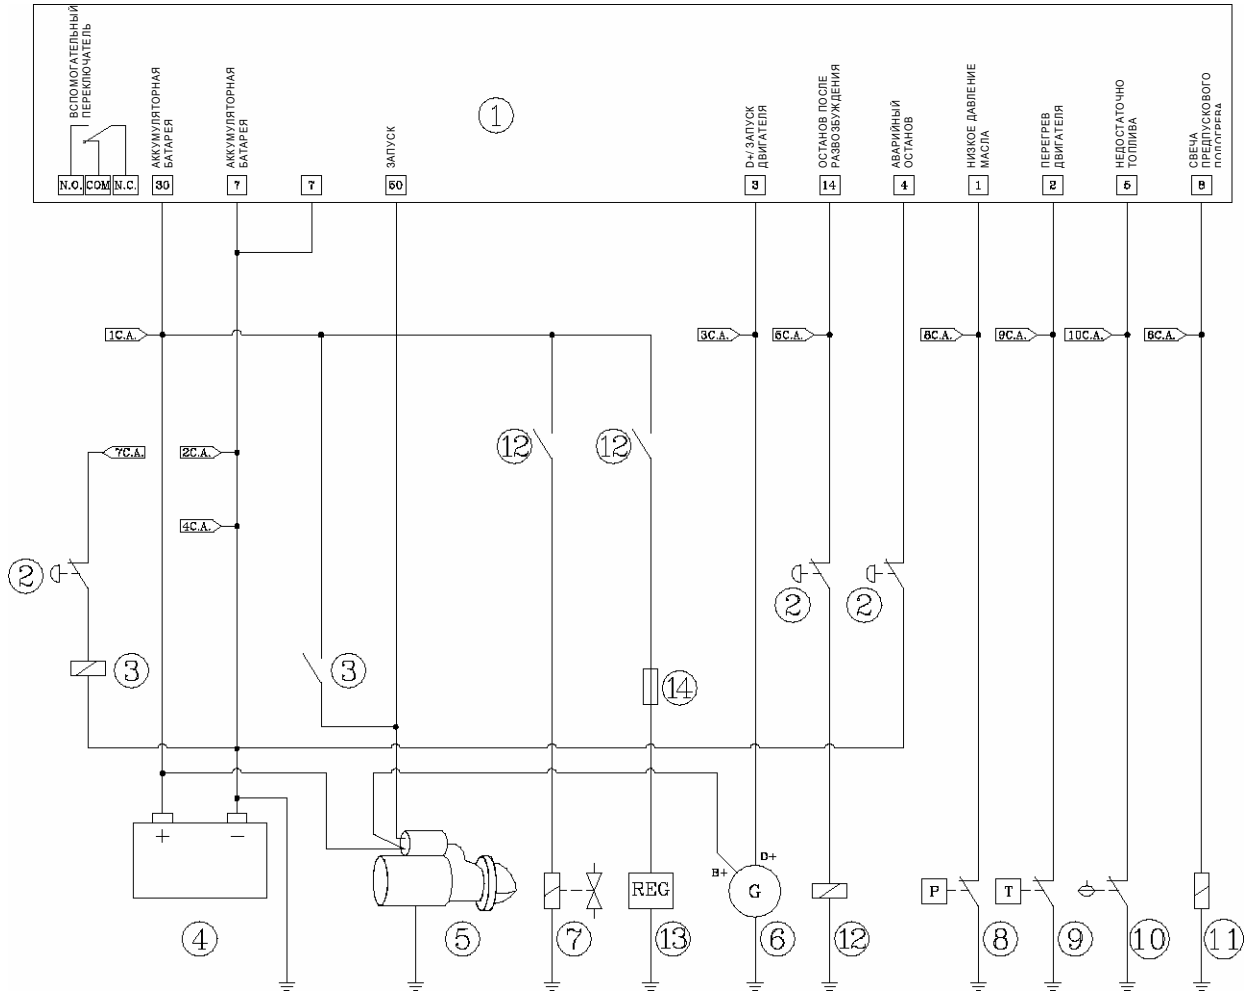 ВСПОМОГАТЕЛЬНЫЙ
ПЕРЕКЛЮЧАТЕЛЬ
АККУМУЛЯТОРНАЯ
БАТАРЕЯ
АККУМУЛЯТОРНАЯ
БАТАРЕЯ
ЗАПУСК
D+/ ЗАПУСК
ДВИГАТЕЛЯ
ОСТАНОВ ПОСЛЕ
РАЗВОЗБУЖДЕНИЯ
АВАРИЙНЫЙ
ОСТАНОВ
НИЗКОЕ ДАВЛЕНИЕ
МАСЛА
ПЕРЕГРЕВ
ДВИГАТЕЛЯ
НЕДОСТАТОЧНО
ТОПЛИВА
СВЕЧА
ПРЕДПУСКОВОГО
ПОДОГРЕВА
1
N.O. COM N.C. 30 7 7 50 3 14 4 1 2 5 8
1C.A. 3C.A. 5C.A. 8C.A. 9C.A. 10C.A. 6C.A.
7C.A. 2C.A. 12 12
4C.A.
2 2 2
3 3 14
+ − B+ D+
REG G P T
4 5 7 13 6 12 8 9 10 11